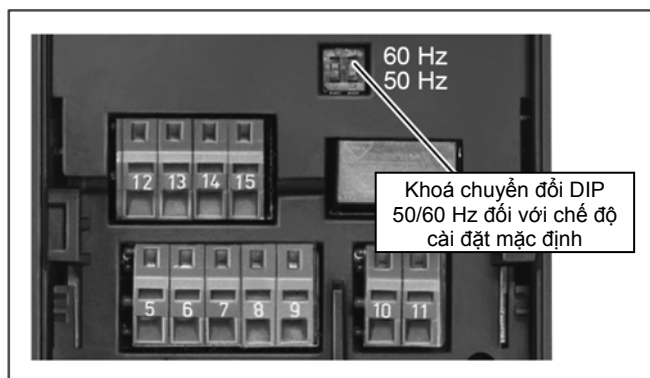 60 Hz
50 Hz
12 13 14 15
Khoá chuyển đổi DIP
50/60 Hz đối với chế độ
cài đặt mặc định
5 6 7 8 9
10 11